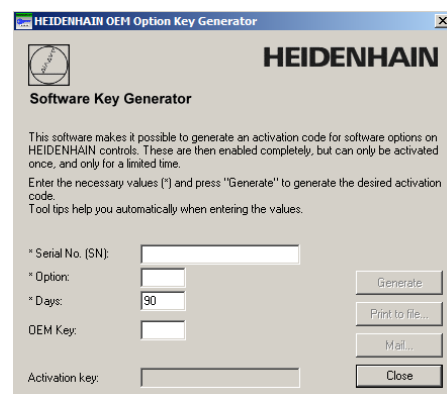 HEIDENHAIN OEM Option Key Generator
HEIDENHAIN
Software Key Generator
This software makes it possible to generate an activation code for software options on
HEIDENHAIN controls. These are then enabled completely, but can only be activated
once, and only for a limited time.
Enter the necessary values (*) and press "Generate" to generate the desired activation
code.
Tool tips help you automatically when entering the values.
* Serial No. (SN):
* Option:
Generate
* Days: 90
Print to file...
OEM Key:
Mail...
Activation key:
Close